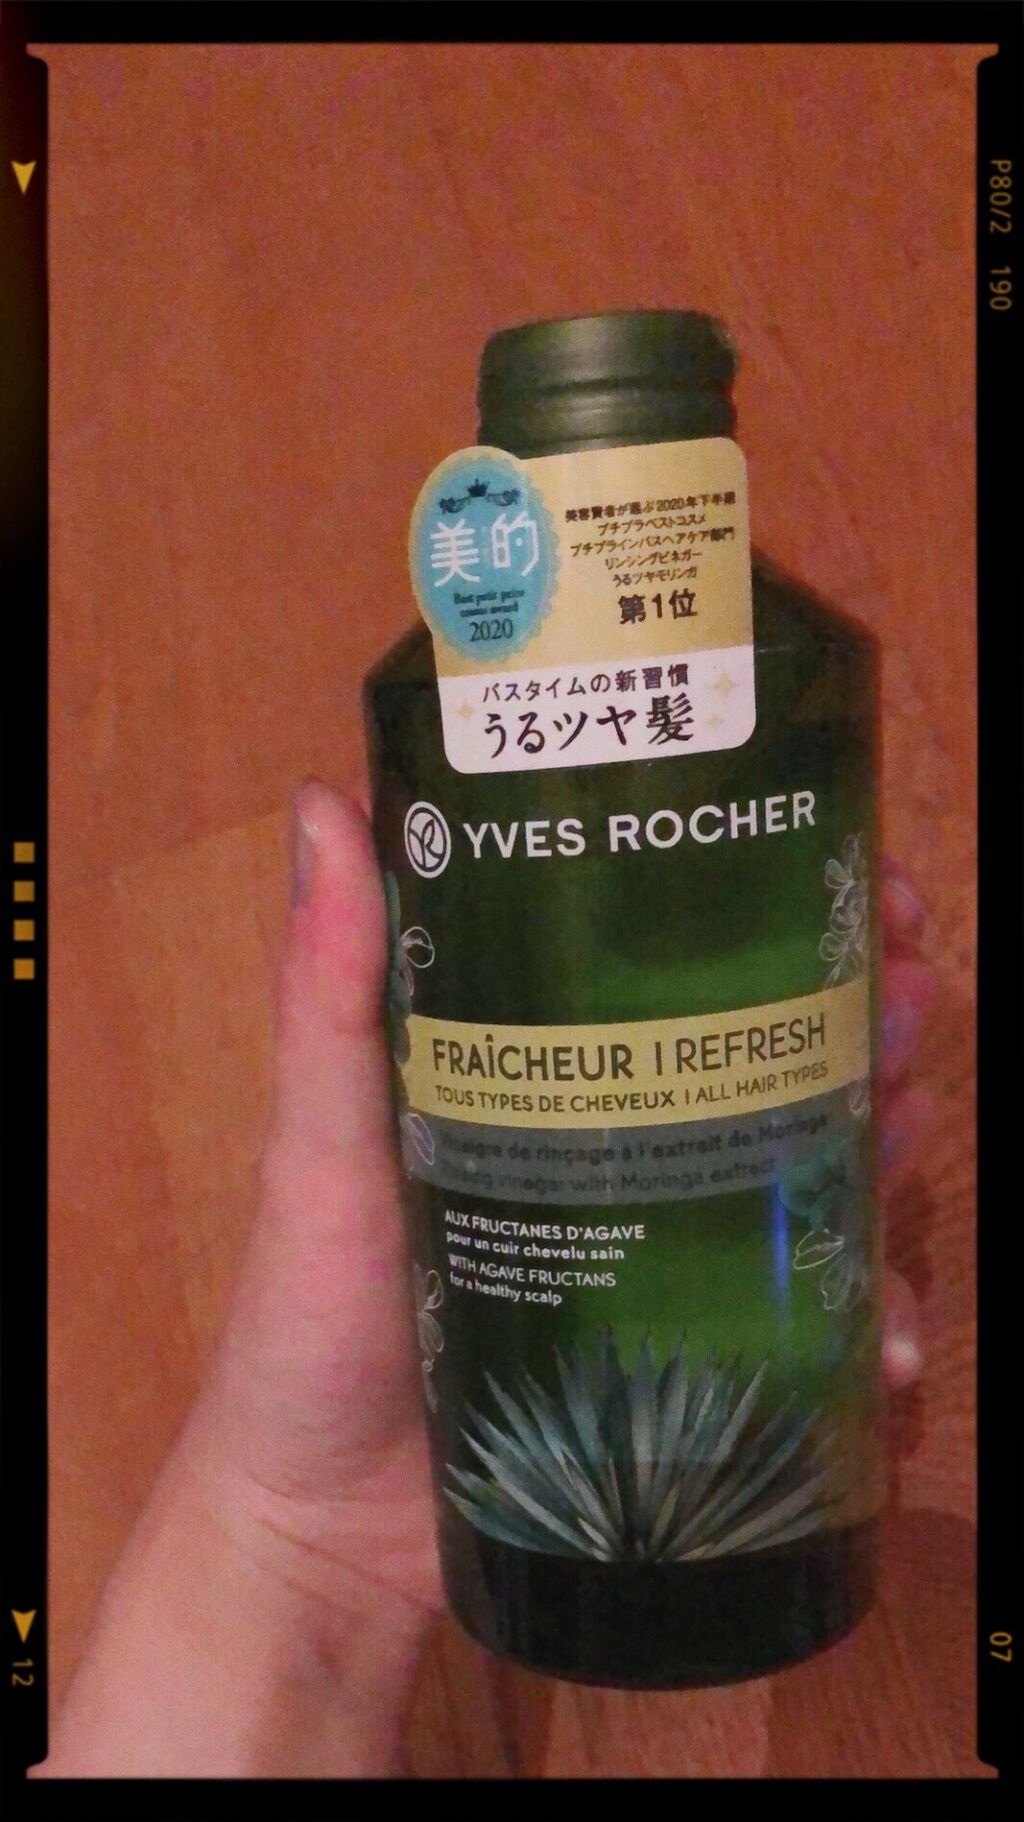 P80/2 190
美的
Best petit prize
cosme award
2020
美容賢者が選ぶ2020年下半期
プチプラベストコスメ
プチプラインバスヘアケア部門
リンシングビネガー
うるツヤモリンガ
第1位
バスタイムの新習慣
うるツヤ髪
YVES ROCHER
FRAÎCHEUR | REFRESH
TOUS TYPES DE CHEVEUX | ALL HAIR TYPES
Vinaigre de rinçage à l'extrait de Moringa
Rinsing vinegar with Moringa extract
AUX FRUCTANES D'AGAVE
pour un cuir chevelu sain
WITH AGAVE FRUCTANS
for a healthy scalp
12
07